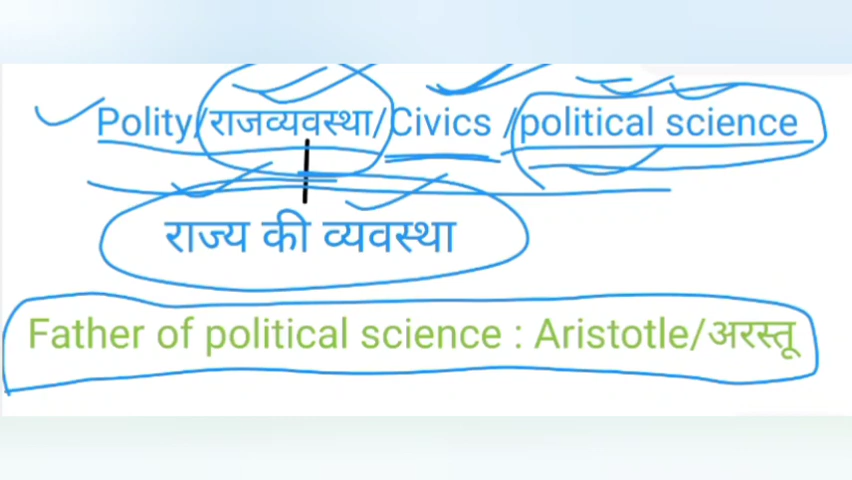 Polity/राजव्यवस्था/Civics /political science
राज्य की व्यवस्था
Father of political science : Aristotle/अरस्तू